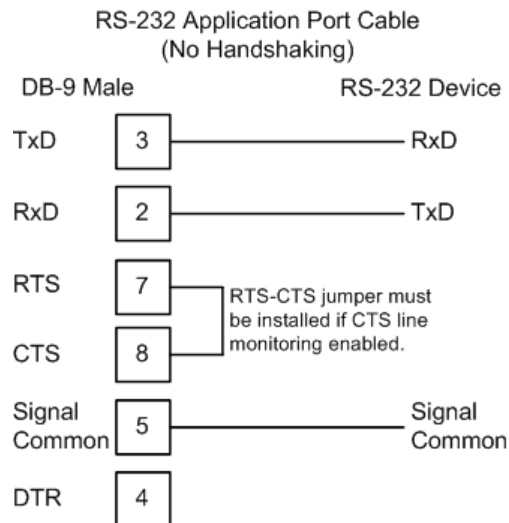 RS-232 Application Port Cable
(No Handshaking)
DB-9 Male RS-232 Device
TxD 3 RxD
RxD 2 TxD
RTS 7
RTS-CTS jumper must
be installed if CTS line
monitoring enabled.
CTS 8
Signal
Common 5 Signal
Common
DTR 4